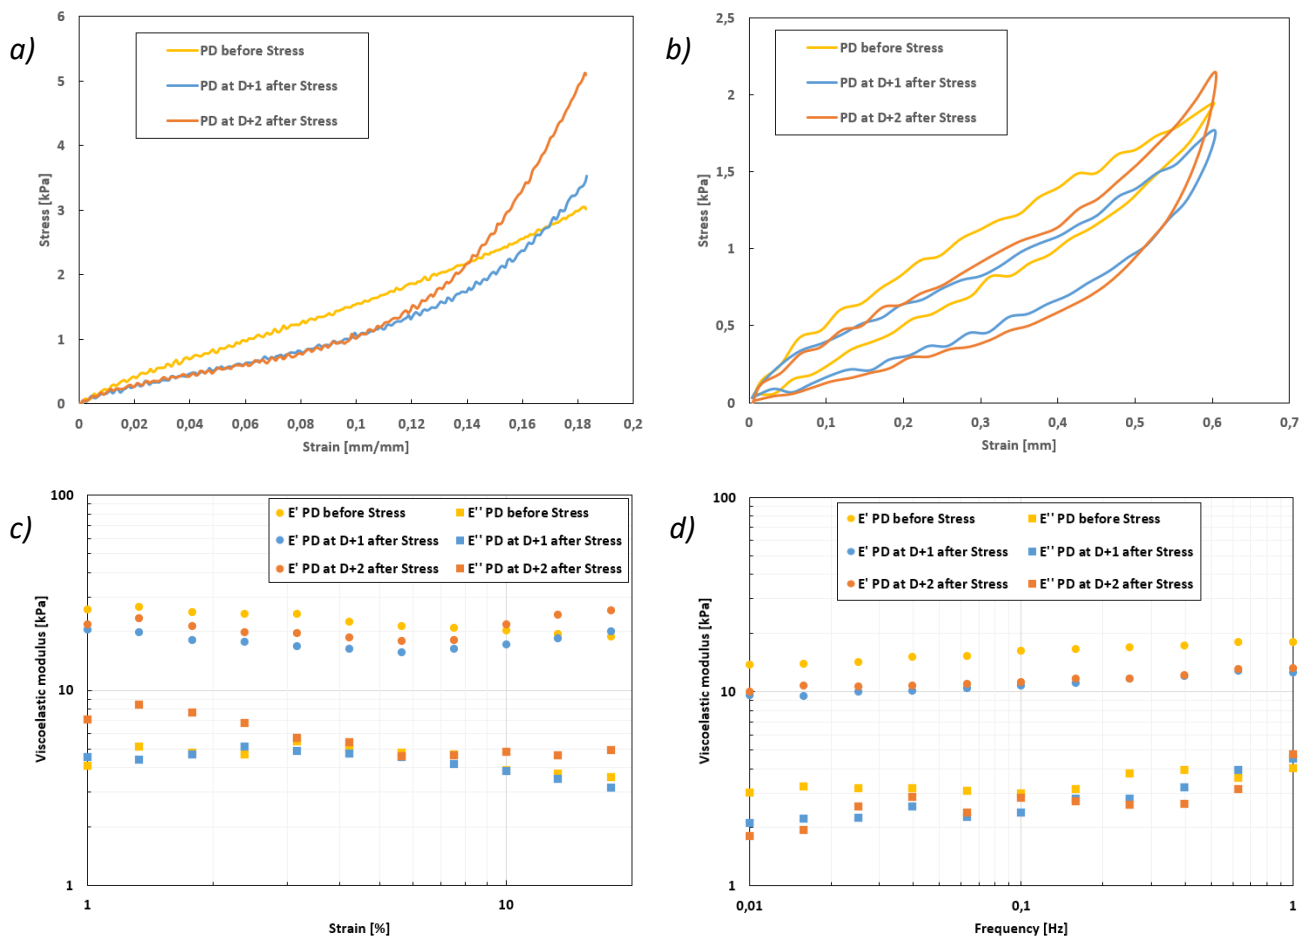 a)
6
5
4
3
2
1
0
Stress [kPa]
PD before Stress
PD at D+1 after Stress
PD at D+2 after Stress
0 0,02 0,04 0,06 0,08 0,1 0,12 0,14 0,16 0,18 0,2
Strain [mm/mm]
b)
2,5
2
1,5
1
0,5
0
Stress [kPa]
PD before Stress
PD at D+1 after Stress
PD at D+2 after Stress
0 0,1 0,2 0,3 0,4 0,5 0,6 0,7
Strain [mm]
c)
100
10
1
Viscoelastic modulus [kPa]
E' PD before Stress E'' PD before Stress
E' PD at D+1 after Stress E'' PD at D+1 after Stress
E' PD at D+2 after Stress E'' PD at D+2 after Stress
1 10
Strain [%]
d)
100
10
1
Viscoelastic modulus [kPa]
E' PD before Stress E'' PD before Stress
E' PD at D+1 after Stress E'' PD at D+1 after Stress
E' PD at D+2 after Stress E'' PD at D+2 after Stress
0,01 0,1 1
Frequency [Hz]